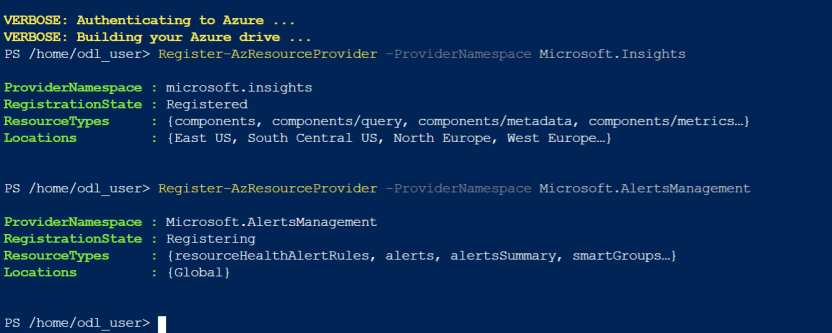 VERBOSE: Authenticating to Azure ...
VERBOSE: Building your Azure drive ...
PS /home/odl_user> Register-AzResourceProvider -ProviderNamespace Microsoft.Insights
ProviderNamespace : microsoft.insights
RegistrationState : Registered
ResourceTypes : {components, components/query, components/metadata, components/metrics…}
Locations : {East US, South Central US, North Europe, West Europe…}
PS /home/odl_user> Register-AzResourceProvider -ProviderNamespace Microsoft.AlertsManagement
ProviderNamespace : Microsoft.AlertsManagement
RegistrationState : Registering
ResourceTypes : {resourceHealthAlertRules, alerts, alertsSummary, smartGroups…}
Locations : {Global}
PS /home/odl_user>